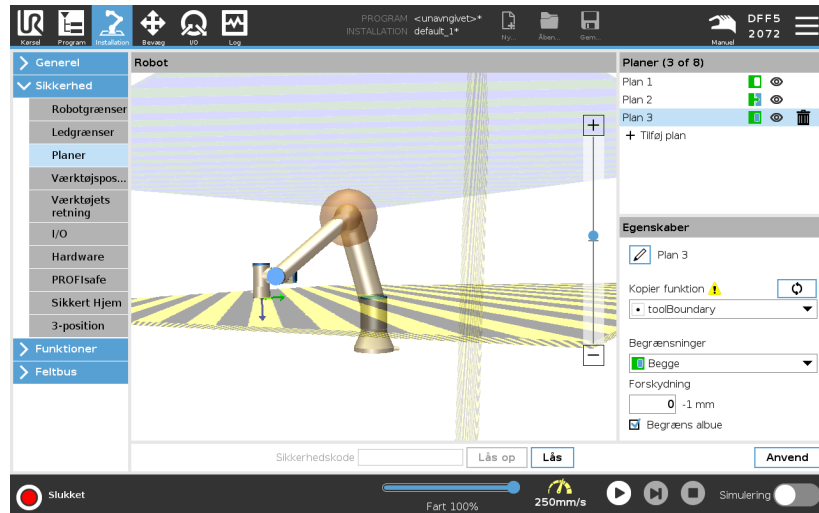 PROGRAM <unavngivet>*
INSTALLATION default_1*
Kørsel
Program
Installation
Bevæg
I/O
Log
Ny...
Åben...
Gem...
Manuel
DFF5
2072
Generel
Sikkerhed
Robotgrænser
Ledgrænser
Planer
Værktøjspos...
Værktøjets
retning
I/O
Hardware
PROFIsafe
Sikkert Hjem
3-position
Funktioner
Feltbus
Robot
Planer (3 of 8)
Plan 1
Plan 2
Plan 3
+ Tilføj plan
Egenskaber
Plan 3
Kopier funktion
toolBoundary
Begrænsninger
Begge
Forskydning
0 -1 mm
Begræns albue
Sikkerhedskode
Lås op
Lås
Anvend
Slukket
Fart 100%
250mm/s
Simulering